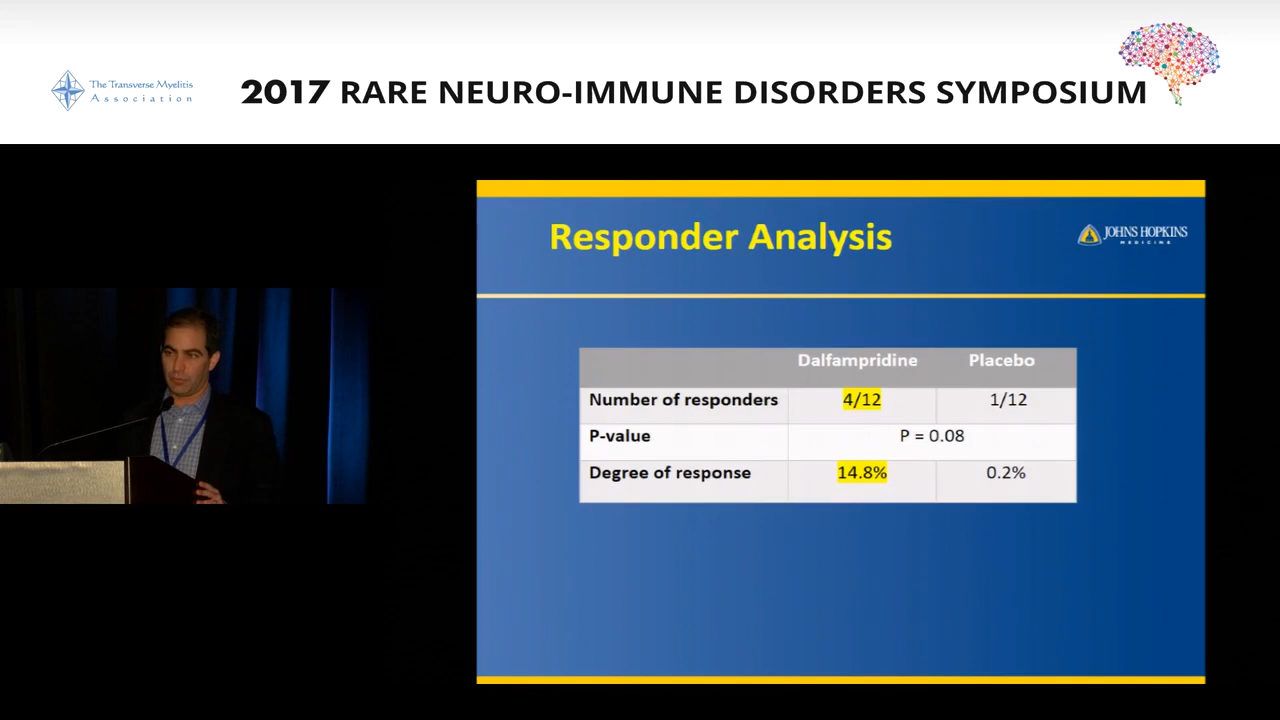 The Transverse Myelitis
Association
2017 RARE NEURO-IMMUNE DISORDERS SYMPOSIUM
Responder Analysis
JOHNS HOPKINS
MEDICINE
Dalfampridine Placebo
Number of responders 4/12 1/12
P-value P = 0.08
Degree of response 14.8% 0.2%